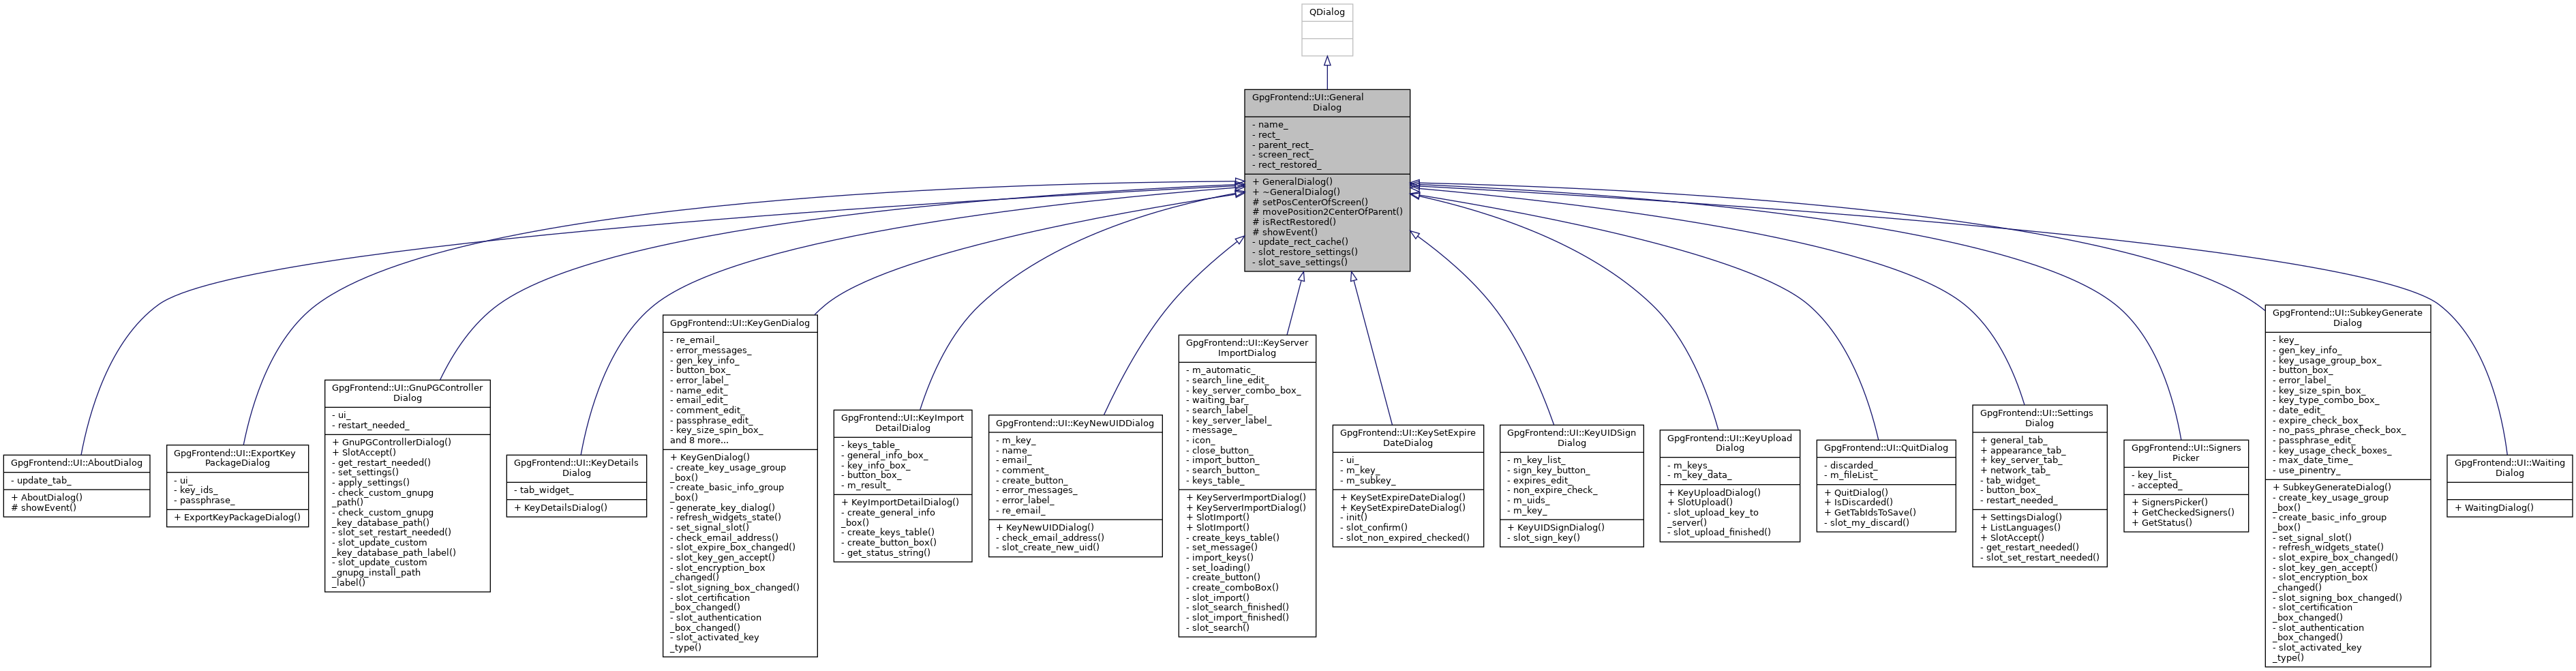 QDialog
GpgFrontend::UI::General
Dialog
- name_
- rect_
- parent_rect_
- screen_rect_
- rect_restored_
+ GeneralDialog()
+ ~GeneralDialog()
# setPosCenterOfScreen()
# movePosition2CenterOfParent()
# isRectRestored()
# showEvent()
- update_rect_cache()
- slot_restore_settings()
- slot_save_settings()
GpgFrontend::UI::AboutDialog
- update_tab_
+ AboutDialog()
# showEvent()
GpgFrontend::UI::ExportKey
PackageDialog
- ui_
- key_ids_
- passphrase_
+ ExportKeyPackageDialog()
GpgFrontend::UI::GnuPGController
Dialog
- ui_
- restart_needed_
+ GnuPGControllerDialog()
+ SlotAccept()
- get_restart_needed()
- set_settings()
- apply_settings()
- check_custom_gnupg
_path()
- check_custom_gnupg
_key_database_path()
- slot_set_restart_needed()
- slot_update_custom
_key_database_path_label()
- slot_update_custom
_gnupg_install_path
_label()
GpgFrontend::UI::KeyDetails
Dialog
- tab_widget_
+ KeyDetailsDialog()
GpgFrontend::UI::KeyGenDialog
- re_email_
- error_messages_
- gen_key_info_
- button_box_
- error_label_
- name_edit_
- email_edit_
- comment_edit_
- passphrase_edit_
- key_size_spin_box_
and 8 more...
+ KeyGenDialog()
- create_key_usage_group
_box()
- create_basic_info_group
_box()
- generate_key_dialog()
- refresh_widgets_state()
- set_signal_slot()
- check_email_address()
- slot_expire_box_changed()
- slot_key_gen_accept()
- slot_encryption_box
_changed()
- slot_signing_box_changed()
- slot_certification
_box_changed()
- slot_authentication
_box_changed()
- slot_activated_key
_type()
GpgFrontend::UI::KeyImport
DetailDialog
- keys_table_
- general_info_box_
- key_info_box_
- button_box_
- m_result_
+ KeyImportDetailDialog()
- create_general_info
_box()
- create_keys_table()
- create_button_box()
- get_status_string()
GpgFrontend::UI::KeyNewUIDDialog
- m_key_
- name_
- email_
- comment_
- create_button_
- error_messages_
- error_label_
- re_email_
+ KeyNewUIDDialog()
- check_email_address()
- slot_create_new_uid()
GpgFrontend::UI::KeyServer
ImportDialog
- m_automatic_
- search_line_edit_
- key_server_combo_box_
- waiting_bar_
- search_label_
- key_server_label_
- message_
- icon_
- close_button_
- import_button_
- search_button_
- keys_table_
+ KeyServerImportDialog()
+ KeyServerImportDialog()
+ SlotImport()
+ SlotImport()
- create_keys_table()
- set_message()
- import_keys()
- set_loading()
- create_button()
- create_comboBox()
- slot_import()
- slot_search_finished()
- slot_import_finished()
- slot_search()
GpgFrontend::UI::KeySetExpire
DateDialog
- ui_
- m_key_
- m_subkey_
+ KeySetExpireDateDialog()
+ KeySetExpireDateDialog()
- init()
- slot_confirm()
- slot_non_expired_checked()
GpgFrontend::UI::KeyUIDSign
Dialog
- m_key_list_
- sign_key_button_
- expires_edit_
- non_expire_check_
- m_uids_
- m_key_
+ KeyUIDSignDialog()
- slot_sign_key()
GpgFrontend::UI::KeyUpload
Dialog
- m_keys_
- m_key_data_
+ KeyUploadDialog()
+ SlotUpload()
- slot_upload_key_to
_server()
- slot_upload_finished()
GpgFrontend::UI::QuitDialog
- discarded_
- m_fileList_
+ QuitDialog()
+ IsDiscarded()
+ GetTabIdsToSave()
- slot_my_discard()
GpgFrontend::UI::Settings
Dialog
+ general_tab_
+ appearance_tab_
+ key_server_tab_
+ network_tab_
- tab_widget_
- button_box_
- restart_needed_
+ SettingsDialog()
+ ListLanguages()
+ SlotAccept()
- get_restart_needed()
- slot_set_restart_needed()
GpgFrontend::UI::Signers
Picker
- key_list_
- accepted_
+ SignersPicker()
+ GetCheckedSigners()
+ GetStatus()
GpgFrontend::UI::SubkeyGenerate
Dialog
- key_
- gen_key_info_
- key_usage_group_box_
- button_box_
- error_label_
- key_size_spin_box_
- key_type_combo_box_
- date_edit_
- expire_check_box_
- no_pass_phrase_check_box_
- passphrase_edit_
- key_usage_check_boxes_
- max_date_time_
- use_pinentry_
+ SubkeyGenerateDialog()
- create_key_usage_group
_box()
- create_basic_info_group
_box()
- set_signal_slot()
- refresh_widgets_state()
- slot_expire_box_changed()
- slot_key_gen_accept()
- slot_encryption_box
_changed()
- slot_signing_box_changed()
- slot_certification
_box_changed()
- slot_authentication
_box_changed()
- slot_activated_key
_type()
GpgFrontend::UI::Waiting
Dialog
+ WaitingDialog()